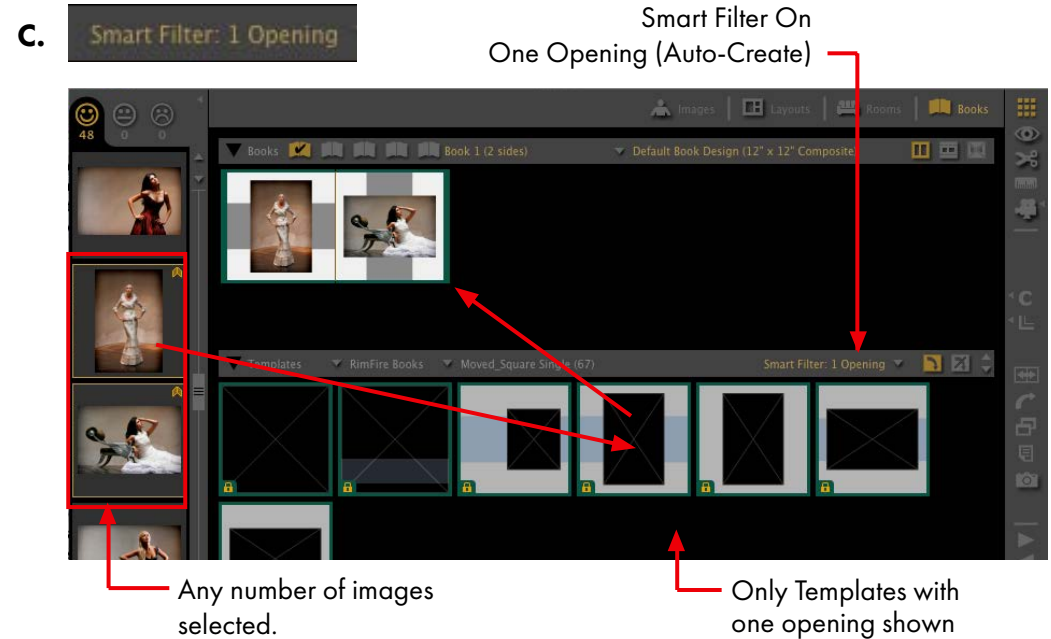 C.
Smart Filter: 1 Opening
Smart Filter On
One Opening (Auto-Create)
48 0 0
Images Layouts Rooms Books
Books Book 1 (2 sides) Default Book Design (12" x 12" Composite)
C
L
Templates RimFire Books Moved_Square Single (67) Smart Filter: 1 Opening
Any number of images
selected.
Only Templates with
one opening shown